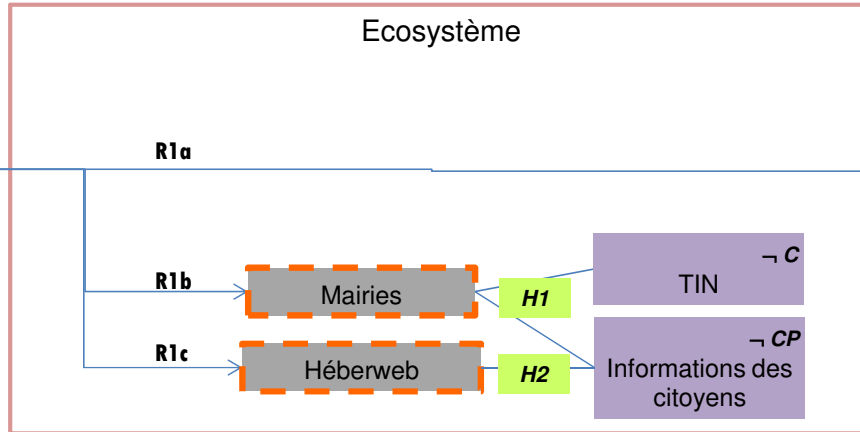 Ecosystème
R1a
R1b
Mairies
H1
¬ C
TIN
R1c
Héberweb
H2
¬ CP
Informations des
citoyens